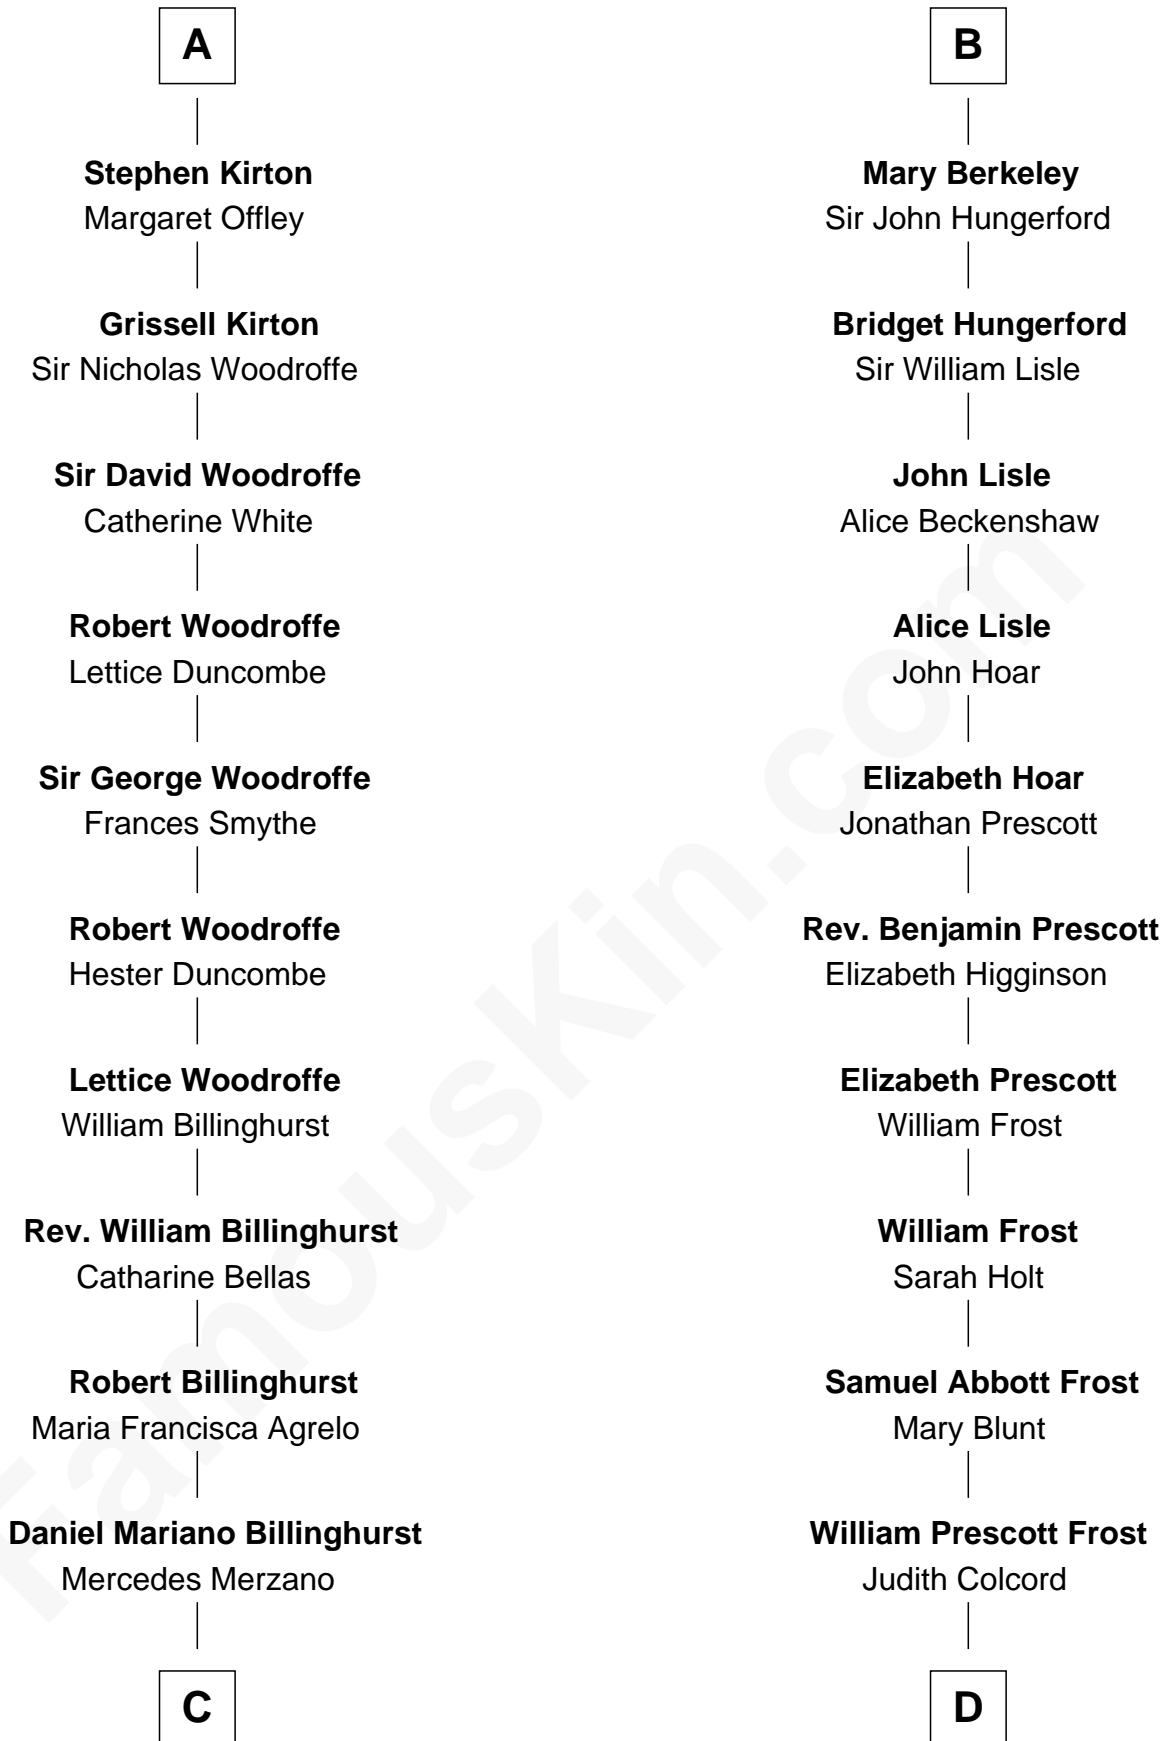 A
Stephen Kirton
Margaret Offley
Grissell Kirton
Sir Nicholas Woodroffe
Sir David Woodroffe
Catherine White
Robert Woodroffe
Lettice Duncombe
Sir George Woodroffe
Frances Smythe
Robert Woodroffe
Hester Duncombe
Lettice Woodroffe
William Billinghurst
Rev. William Billinghurst
Catharine Bellas
Robert Billinghurst
Maria Francisca Agrelo
Daniel Mariano Billinghurst
Mercedes Merzano
C
B
Mary Berkeley
Sir John Hungerford
Bridget Hungerford
Sir William Lisle
John Lisle
Alice Beckenshaw
Alice Lisle
John Hoar
Elizabeth Hoar
Jonathan Prescott
Rev. Benjamin Prescott
Elizabeth Higginson
Elizabeth Prescott
William Frost
William Frost
Sarah Holt
Samuel Abbott Frost
Mary Blunt
William Prescott Frost
Judith Colcord
D
FamousKin.com